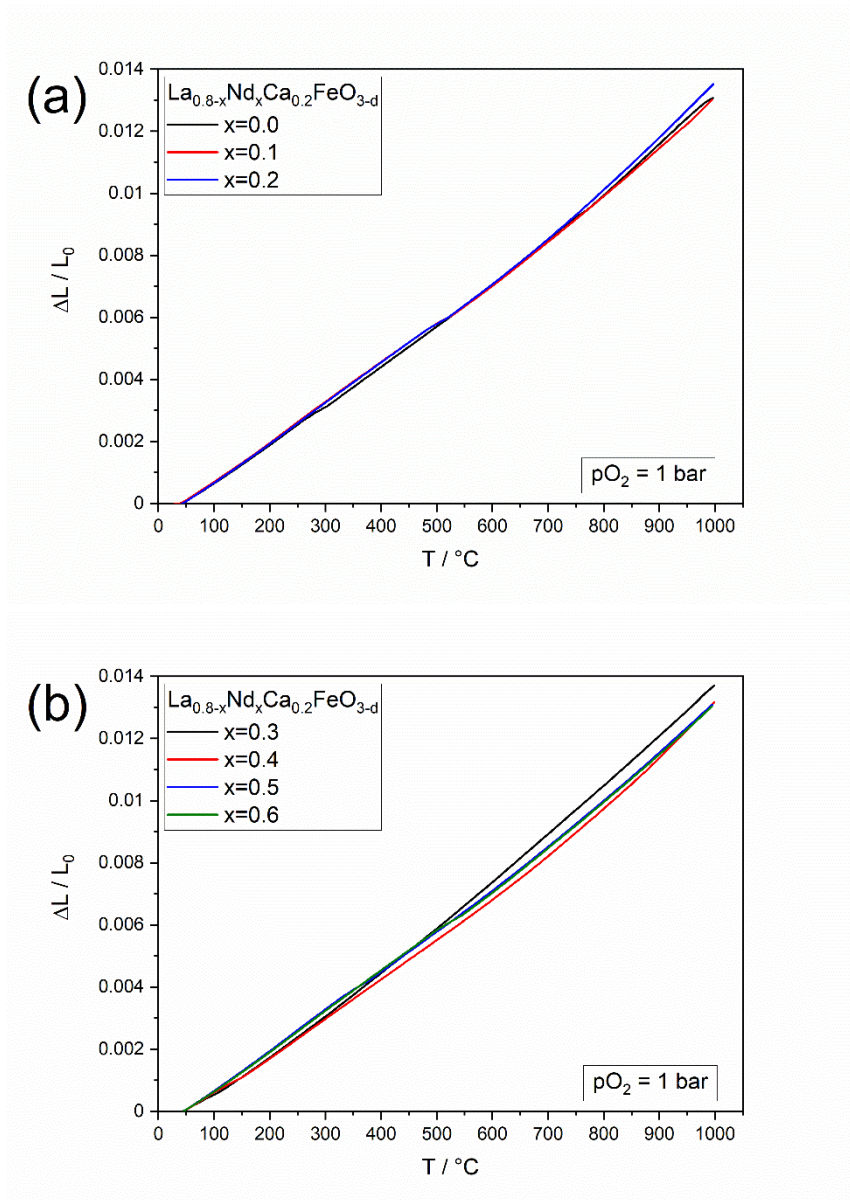 (a)
0.014
0.012
0.01
0.008
0.006
0.004
0.002
0
ΔL / L₀
La₀.₈₋ₓNdₓCa₀.₂FeO₃₋d
x=0.0
x=0.1
x=0.2
pO₂ = 1 bar
0 100 200 300 400 500 600 700 800 900 1000
T / °C
(b)
0.014
0.012
0.01
0.008
0.006
0.004
0.002
0
ΔL / L₀
La₀.₈₋ₓNdₓCa₀.₂FeO₃₋d
x=0.3
x=0.4
x=0.5
x=0.6
pO₂ = 1 bar
0 100 200 300 400 500 600 700 800 900 1000
T / °C